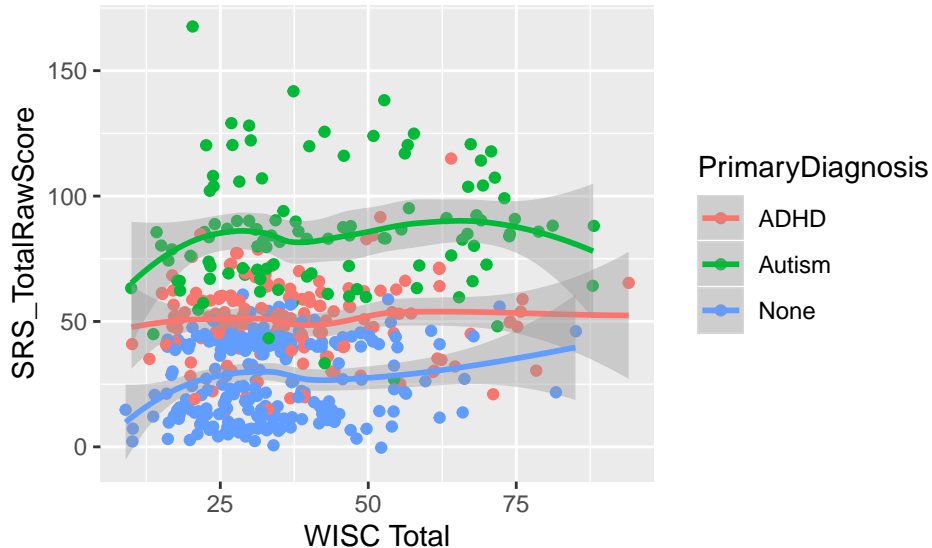 150
100
50
0
SRS_TotalRawScore
25
50
75
WISC Total
PrimaryDiagnosis
ADHD
Autism
None